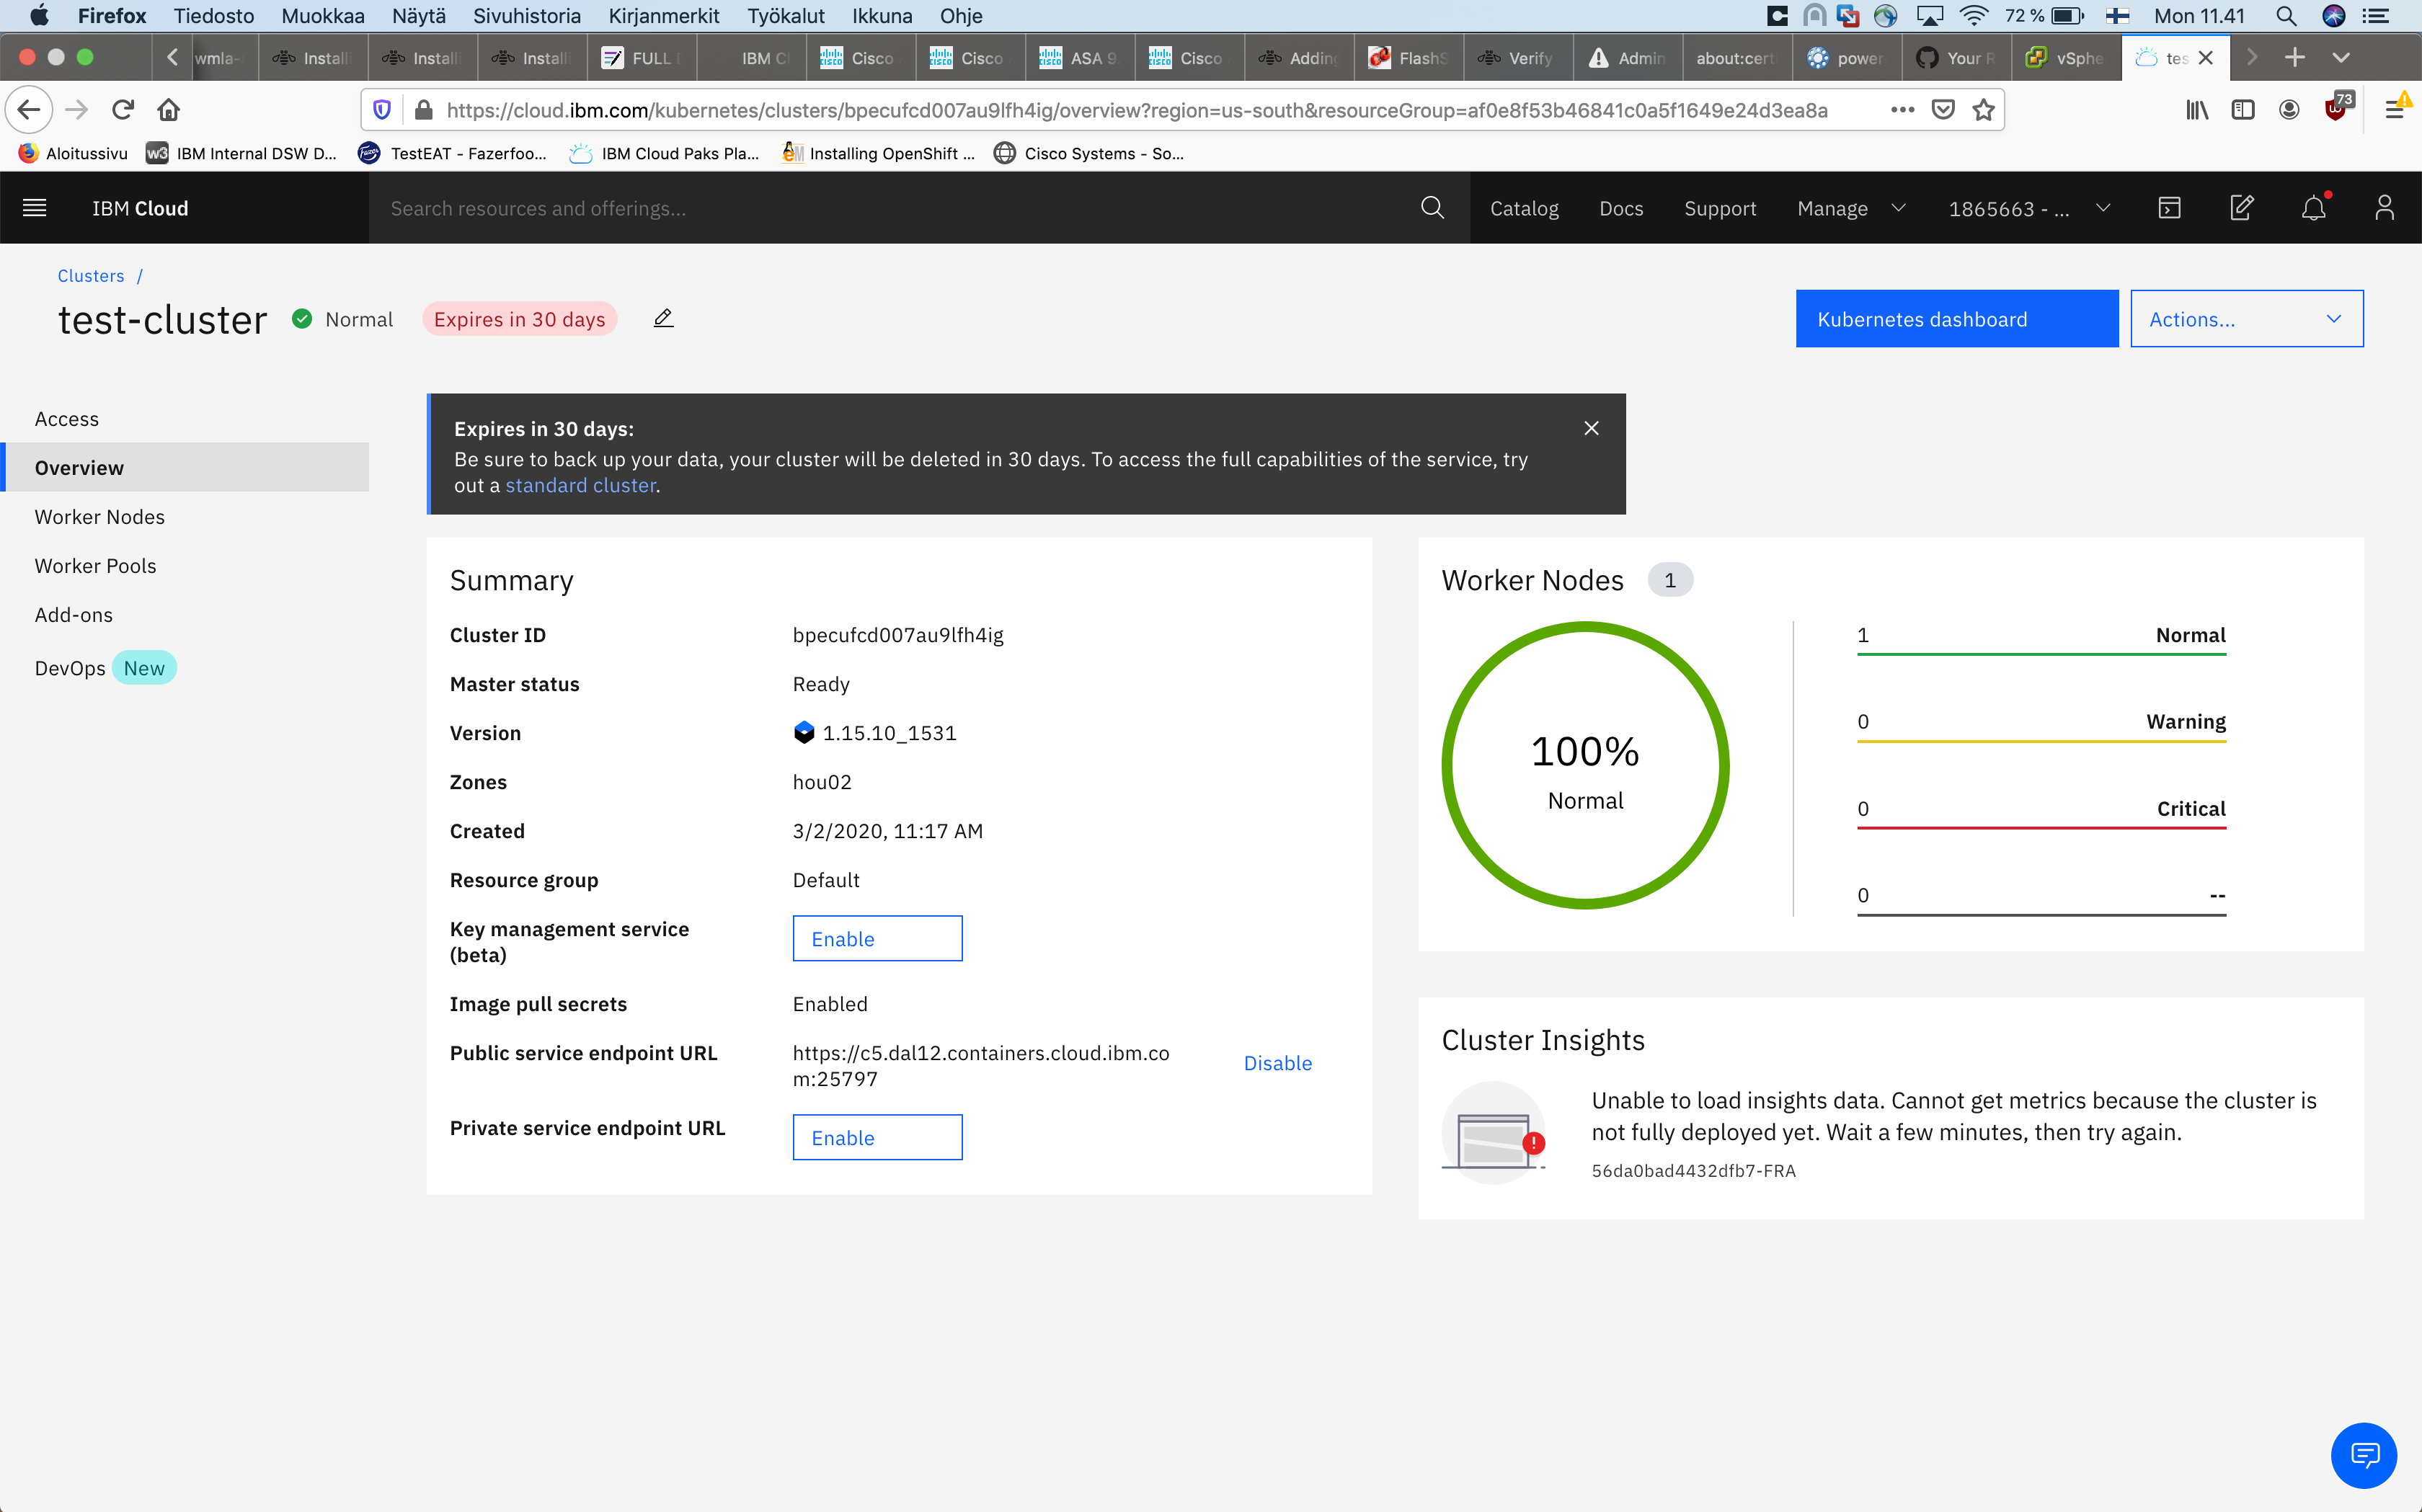 Firefox Tiedosto Muokkaa Näytä Sivuhistoria Kirjanmerkit Työkalut Ikkuna Ohje 72 % Mon 11.41
wmla- Install Install Install FULL D IBM Cl Cisco Cisco ASA 9. Cisco Adding FlashS Verify Admin about:cert power Your R vSphe tes
https://cloud.ibm.com/kubernetes/clusters/bpecufcd007au9lfh4ig/overview?region=us-south&resourceGroup=af0e8f53b46841c0a5f1649e24d3ea8a 73
Aloitussivu w3 IBM Internal DSW D... Fazer TestEAT - Fazerfoo... IBM Cloud Paks Pla... Installing OpenShift ... Cisco Systems - So...
IBM Cloud Search resources and offerings... Catalog Docs Support Manage 1865663 - ...
Clusters /
test-cluster Normal Expires in 30 days Kubernetes dashboard Actions...
Access
Overview
Worker Nodes
Worker Pools
Add-ons
DevOps New
Expires in 30 days:
Be sure to back up your data, your cluster will be deleted in 30 days. To access the full capabilities of the service, try
out a standard cluster.
Summary
Cluster ID bpecufcd007au9lfh4ig
Master status Ready
Version 1.15.10_1531
Zones hou02
Created 3/2/2020, 11:17 AM
Resource group Default
Key management service
(beta) Enable
Image pull secrets Enabled
Public service endpoint URL https://c5.dal12.containers.cloud.ibm.co
m:25797 Disable
Private service endpoint URL Enable
Worker Nodes 1
100%
Normal
1 Normal
0 Warning
0 Critical
0 --
Cluster Insights
Unable to load insights data. Cannot get metrics because the cluster is
not fully deployed yet. Wait a few minutes, then try again.
56da0bad4432dfb7-FRA